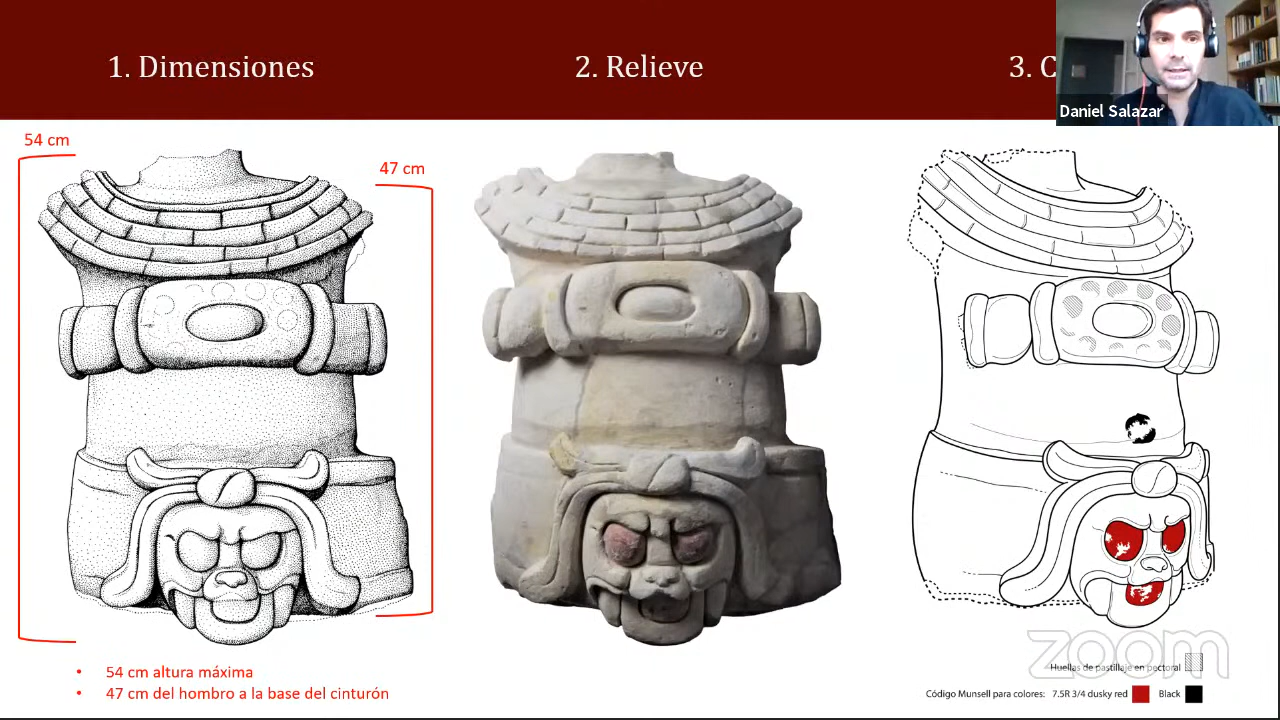 1. Dimensiones
2. Relieve
3. C
Daniel Salazar
54 cm
47 cm
• 54 cm altura máxima
• 47 cm del hombro a la base del cinturón
zoom
Huellas de pastillaje en pectoral
Código Munsell para colores: 7.5R 3/4 dusky red Black